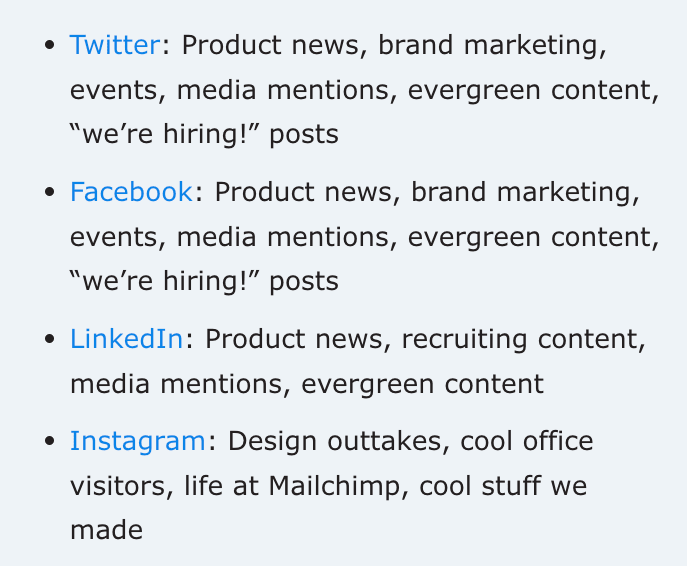 • Twitter: Product news, brand marketing,
events, media mentions, evergreen content,
“we’re hiring!” posts
• Facebook: Product news, brand marketing,
events, media mentions, evergreen content,
“we’re hiring!” posts
• LinkedIn: Product news, recruiting content,
media mentions, evergreen content
• Instagram: Design outtakes, cool office
visitors, life at Mailchimp, cool stuff we
made